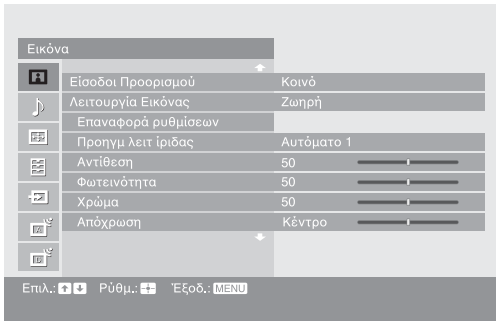 Εικόνα
Είσοδοι Προορισμού Κοινό
Λειτουργία Εικόνας Ζωηρή
Επαναφορά ρυθμίσεων
Προηγμ λειτ ίριδας Αυτόματο 1
Αντίθεση 50
Φωτεινότητα 50
Χρώμα 50
Απόχρωση Κέντρο
Επιλ.: Ρύθμ.: Έξοδ.: MENU